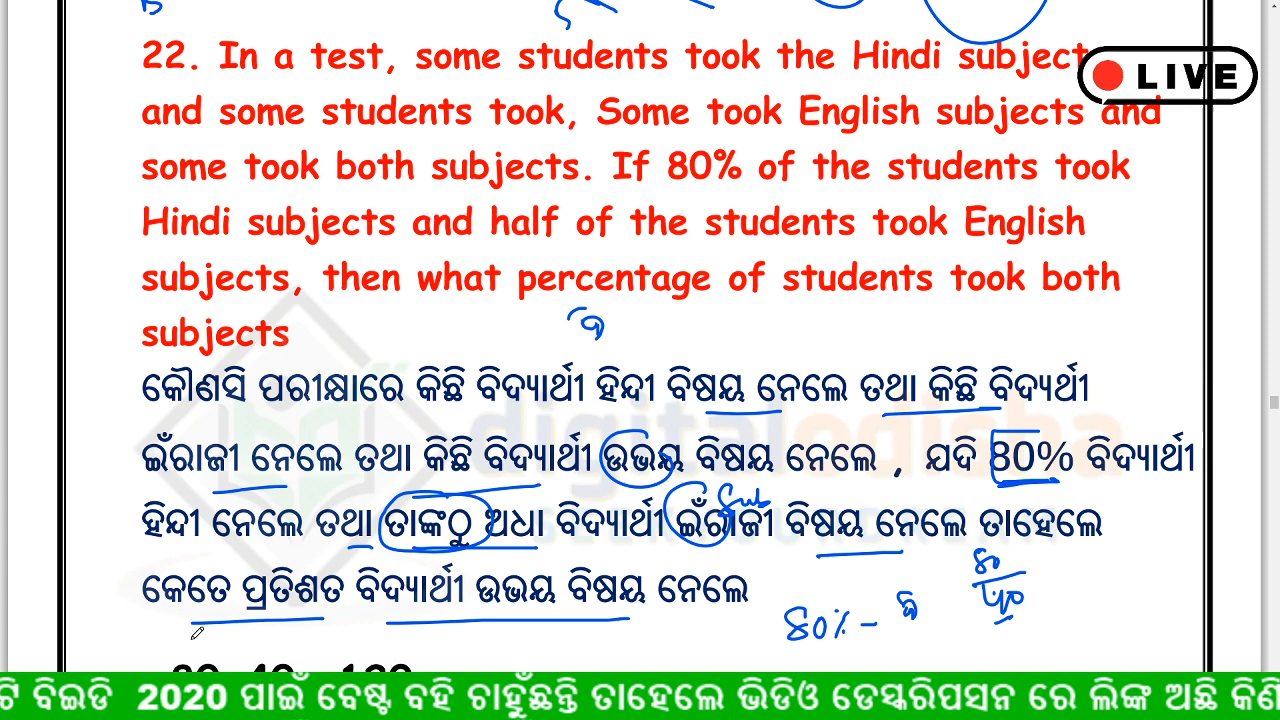 22. In a test, some students took the Hindi subject
LIVE
and some students took, Some took English subjects and
some took both subjects. If 80% of the students took
Hindi subjects and half of the students took English
subjects, then what percentage of students took both
subjects
କୌଣସି ପରୀକ୍ଷାରେ କିଛି ବିଦ୍ୟାର୍ଥୀ ହିନ୍ଦୀ ବିଷୟ ନେଲେ ତଥା କିଛି ବିଦ୍ୟର୍ଥୀ
ଇଁରାଜୀ ନେଲେ ତଥା କିଛି ବିଦ୍ୟାର୍ଥୀ ଉଭୟ ବିଷୟ ନେଲେ , ଯଦି 80% ବିଦ୍ୟାର୍ଥୀ
ହିନ୍ଦୀ ନେଲେ ତଥା ତାଙ୍କଠୁ ଅଧା ବିଦ୍ୟାର୍ଥୀ ଇଁରାଜୀ ବିଷୟ ନେଲେ ତାହେଲେ
କେତେ ପ୍ରତିଶତ ବିଦ୍ୟାର୍ଥୀ ଉଭୟ ବିଷୟ ନେଲେ
80% -
ଟି ବିଇଡି 2020 ପାଇଁ ବେଷ୍ଟ ବହି ଚାହୁଁଛନ୍ତି ତାହେଲେ ଭିଡିଓ ଡେସ୍କରିପସନ ରେ ଲିଙ୍କ ଅଛି କିଣି